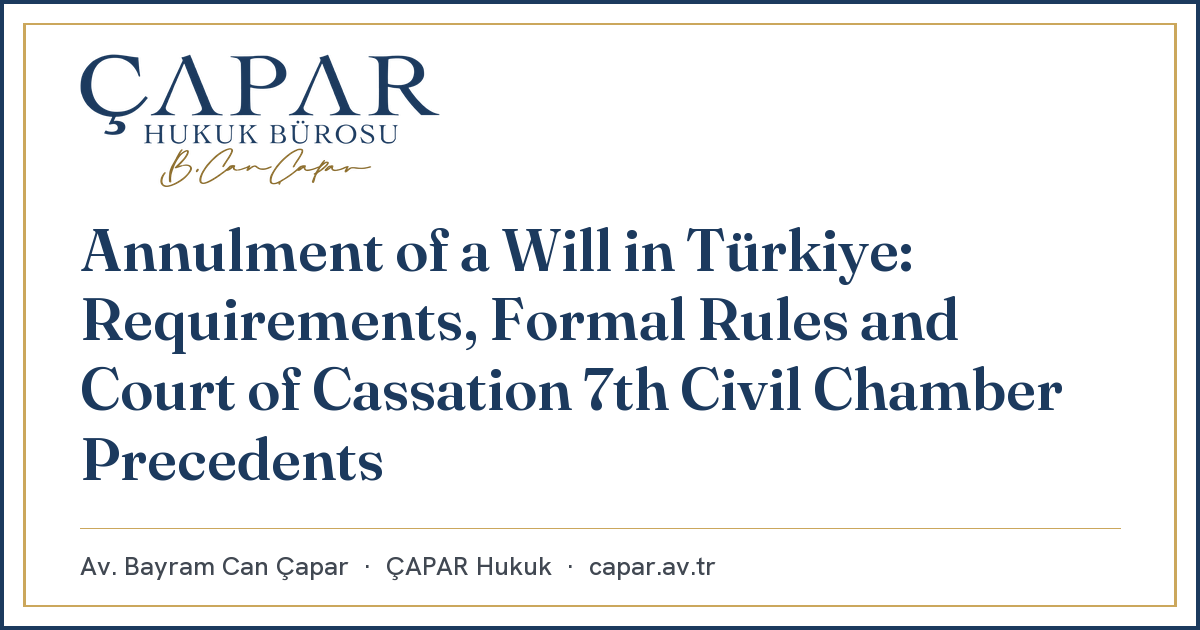 ÇAPAR
HUKUK BÜROSU
B. Can Çapar
Annulment of a Will in Türkiye:
Requirements, Formal Rules and
Court of Cassation 7th Civil Chamber
Precedents
Av. Bayram Can Çapar · ÇAPAR Hukuk · capar.av.tr